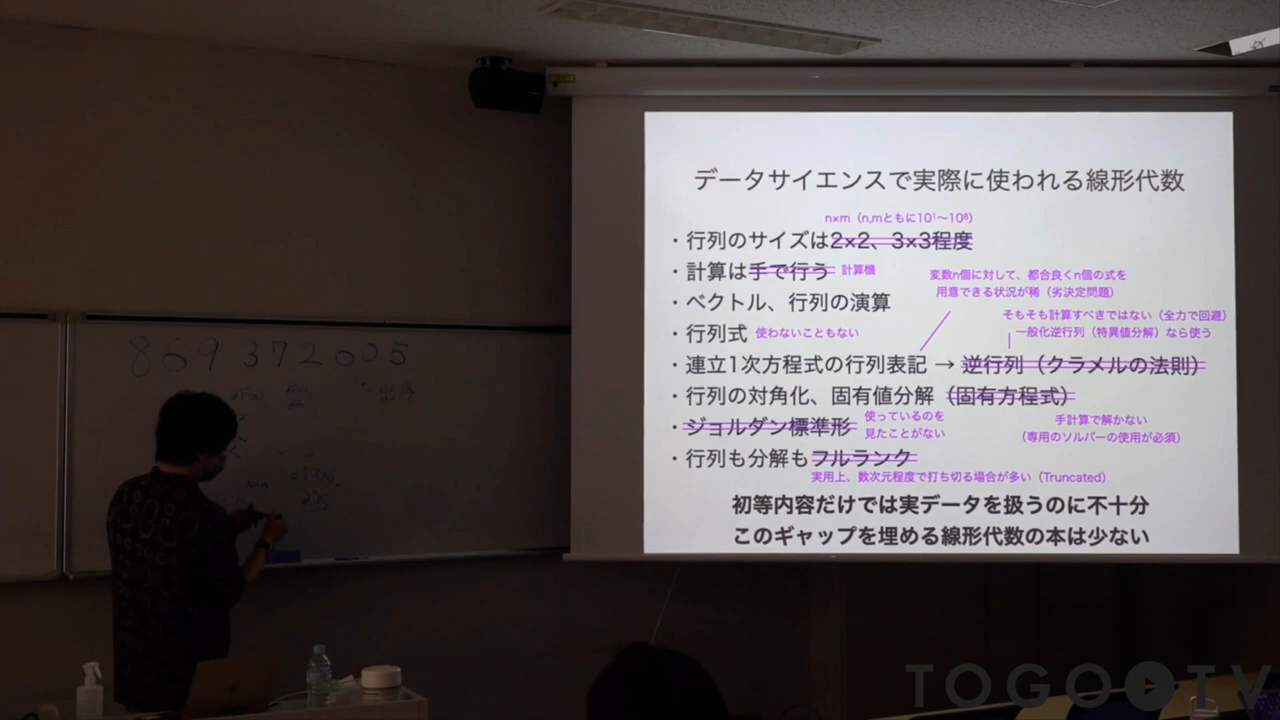 869 372 005
データサイエンスで実際に使われる線形代数
n×m（n,mともに10¹〜10⁸）
・行列のサイズは2×2、3×3程度
・計算は手で行う 計算機
変数n個に対して、都合良くn個の式を
用意できる状況が稀（劣決定問題）
・ベクトル、行列の演算
そもそも計算すべきではない（全力で回避）
一般化逆行列（特異値分解）なら使う
・行列式 使わないこともない
・連立1次方程式の行列表記 → 逆行列（クラメルの法則）
・行列の対角化、固有値分解（固有方程式）
使っているのを
見たことがない
手計算で解かない
（専用のソルバーの使用が必須）
・ジョルダン標準形
・行列も分解もフルランク
実用上、数次元程度で打ち切る場合が多い（Truncated）
初等内容だけでは実データを扱うのに不十分
このギャップを埋める線形代数の本は少ない
TOGO TV